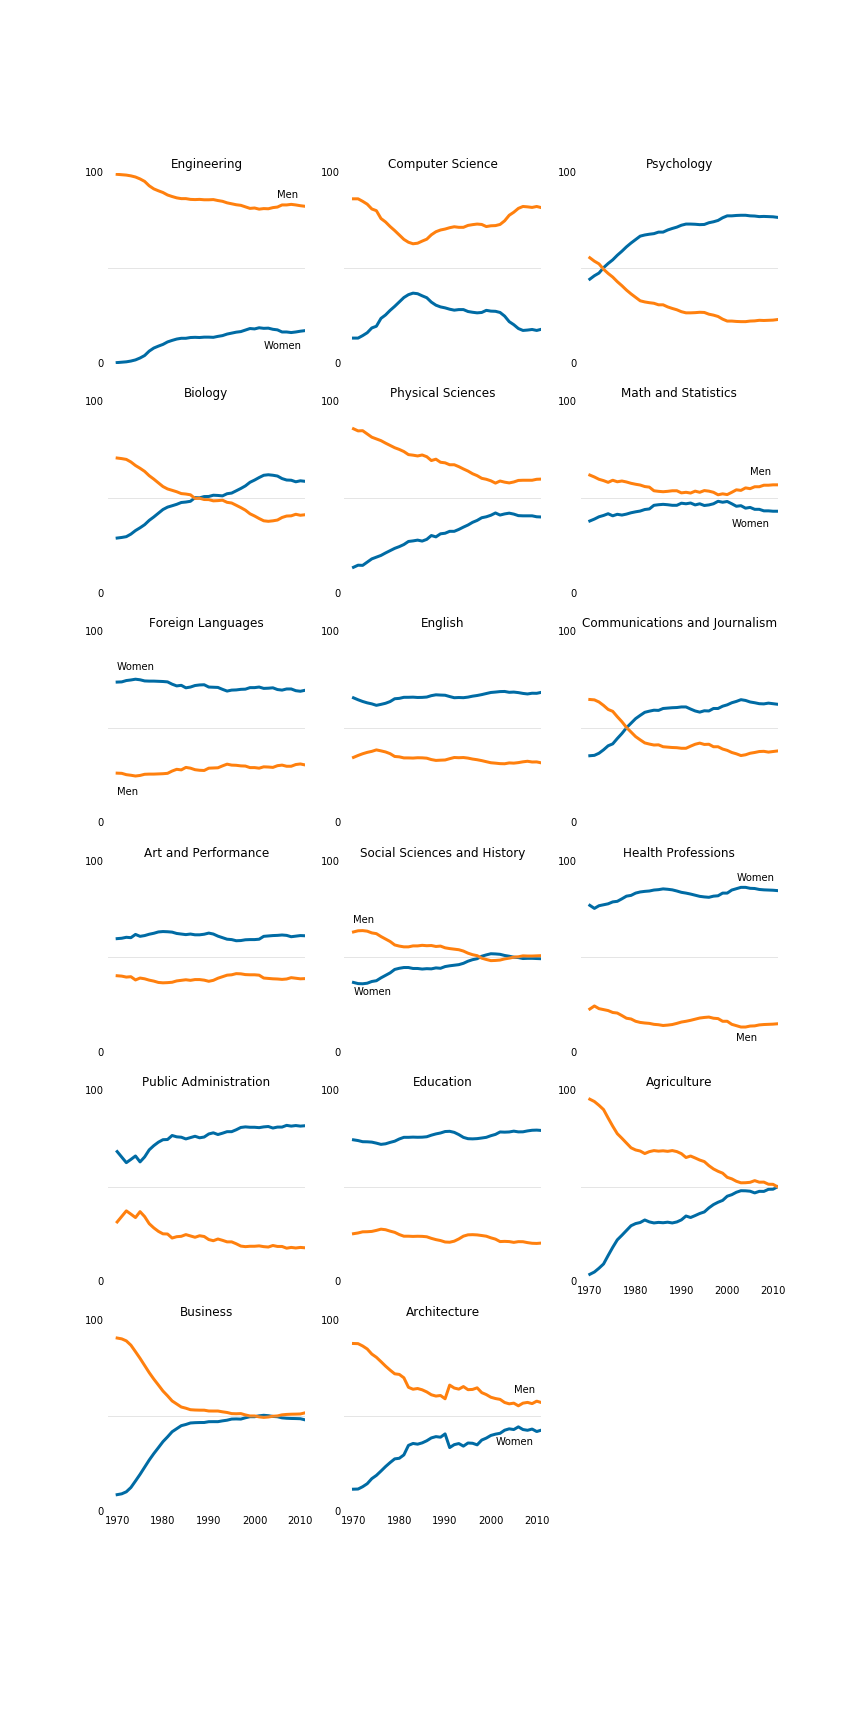 Engineering
100
Men
Women
0
Computer Science
100
0
Psychology
100
0
Biology
100
0
Physical Sciences
100
0
Math and Statistics
100
Men
Women
0
Foreign Languages
100
Women
Men
0
English
100
0
Communications and Journalism
100
0
Art and Performance
100
0
Social Sciences and History
100
Men
Women
0
Health Professions
100
Women
Men
0
Public Administration
100
0
Education
100
0
Agriculture
100
0
1970 1980 1990 2000 2010
Business
100
0
1970 1980 1990 2000 2010
Architecture
100
Men
Women
0
1970 1980 1990 2000 2010